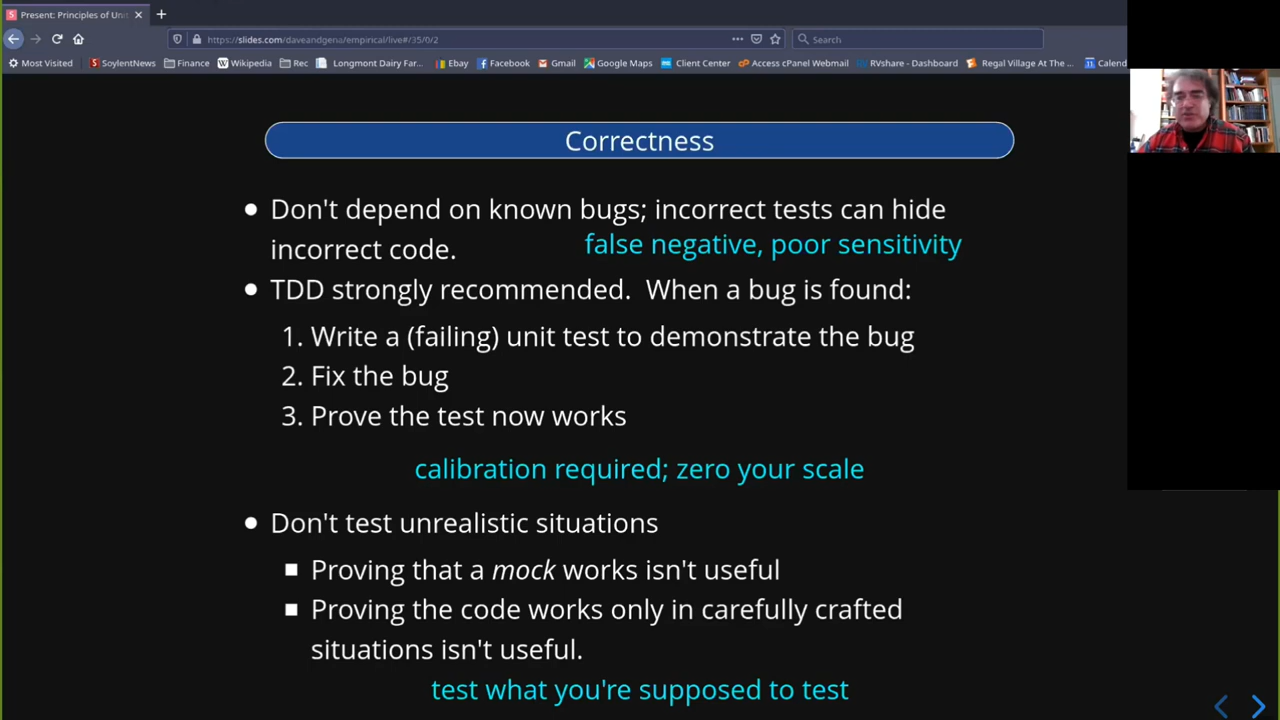 Present: Principles of Unit
https://slides.com/daveandgena/empirical/live#/35/0/2
Search
Most Visited SoylentNews Finance Wikipedia Rec Longmont Dairy Far... Ebay Facebook Gmail Google Maps Client Center Access cPanel Webmail RVshare - Dashboard Regal Village At The ... Calend
Correctness
Don't depend on known bugs; incorrect tests can hide
incorrect code.
false negative, poor sensitivity
TDD strongly recommended. When a bug is found:
1. Write a (failing) unit test to demonstrate the bug
2. Fix the bug
3. Prove the test now works
calibration required; zero your scale
Don't test unrealistic situations
Proving that a mock works isn't useful
Proving the code works only in carefully crafted
situations isn't useful.
test what you're supposed to test